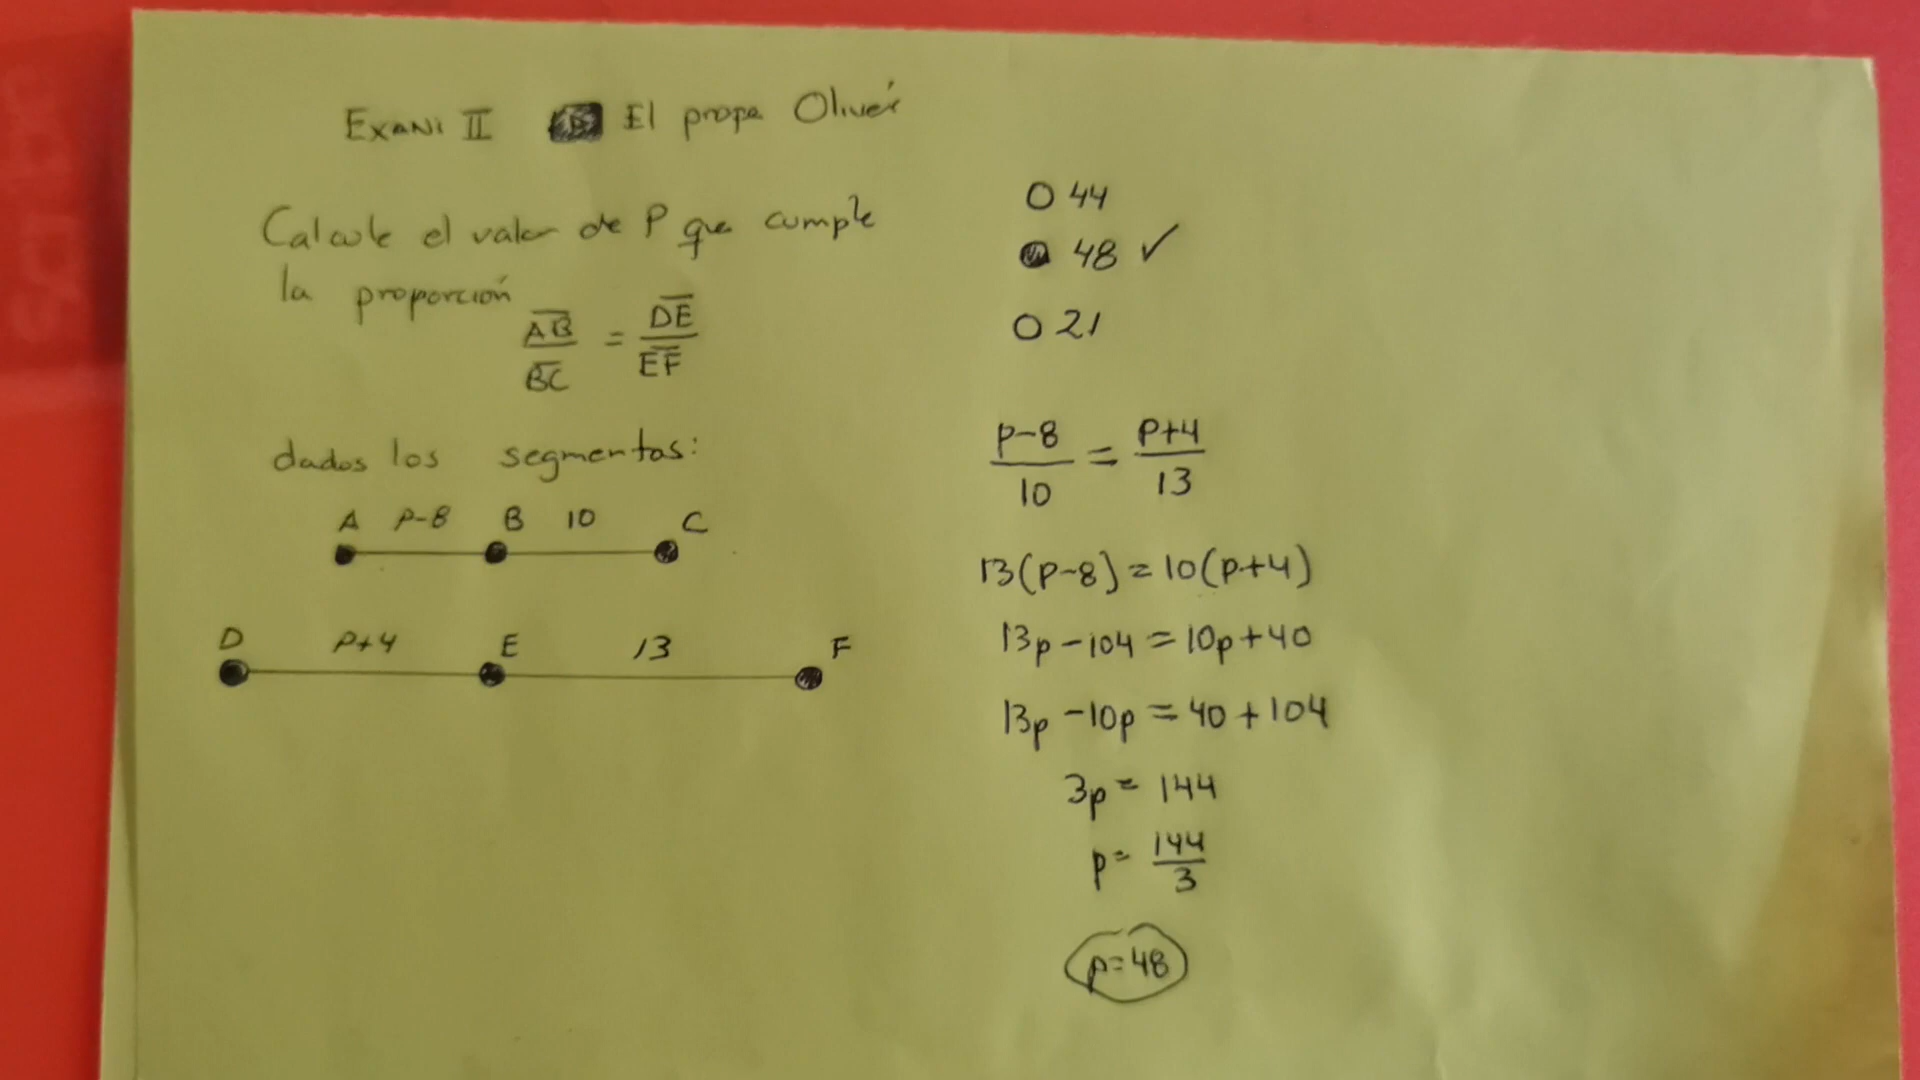 EXANI II El profe Oliver
Calcule el valor de P que cumple
la proporción
AB/BC = DE/EF
dados los segmentos:
A P-8 B 10 C
D P+4 E 13 F
44
48 ✓
21
p-8/10 = p+4/13
13(p-8)=10(p+4)
13p-104=10p+40
13p-10p=40+104
3p=144
p=144/3
p=48